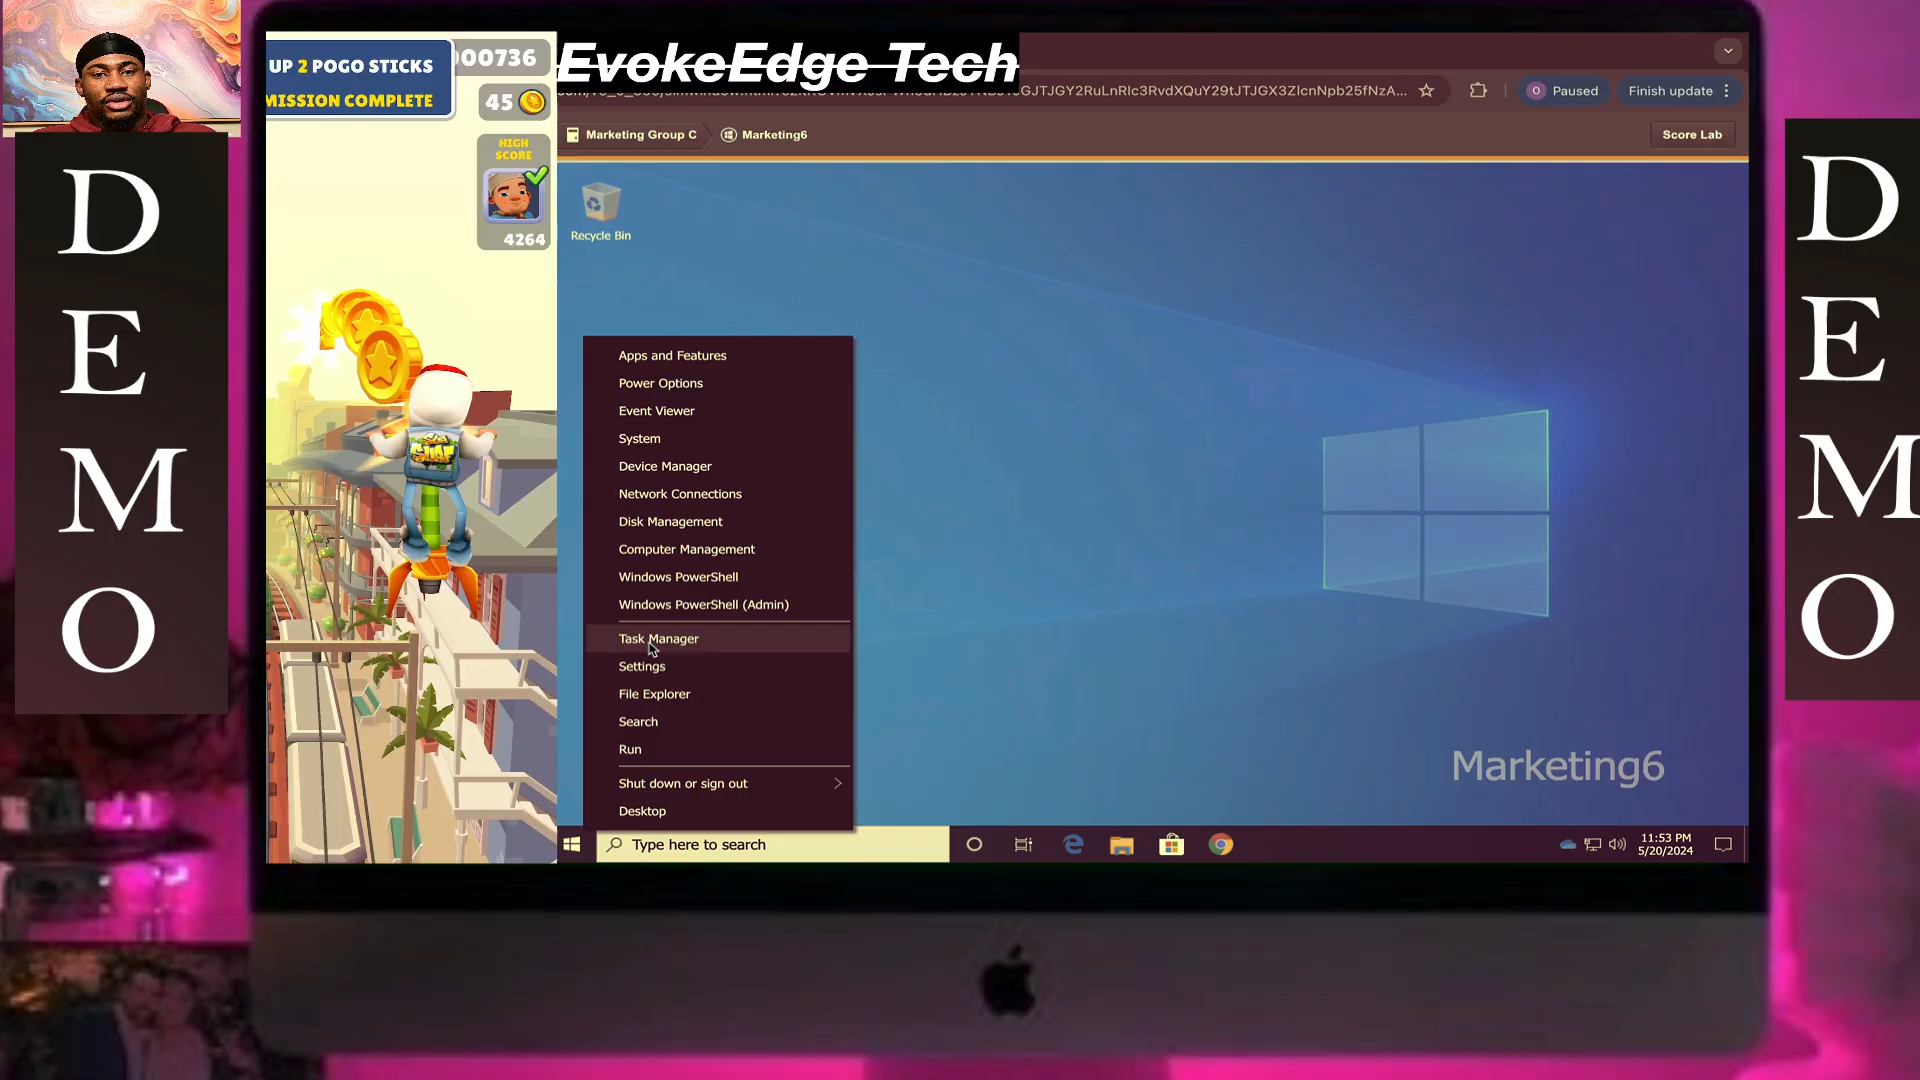 D
E
M
O
UP 2 POGO STICKS
MISSION COMPLETE
000736
45
HIGH
SCORE
4264
EvokeEdge Tech
Paused
Finish update
Marketing Group C
Marketing6
Score Lab
Recycle Bin
Apps and Features
Power Options
Event Viewer
System
Device Manager
Network Connections
Disk Management
Computer Management
Windows PowerShell
Windows PowerShell (Admin)
Task Manager
Settings
File Explorer
Search
Run
Shut down or sign out
Desktop
Type here to search
Marketing6
11:53 PM
5/20/2024
D
E
M
O